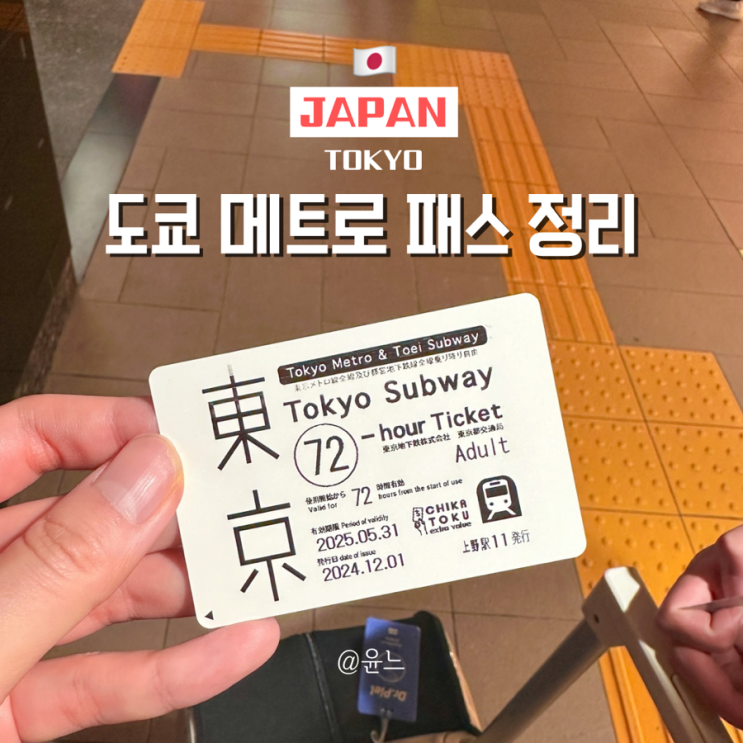 JAPAN
TOKYO
도쿄 메트로 패스 정리
東京
Tokyo Metro & Toei Subway
東京メトロ線全線及び都営地下鉄線全線乗り降り自由
Tokyo Subway
72-hour Ticket
東京地下鉄株式会社 東京都交通局
Adult
使用開始から 72 時間有効
Valid for hours from the start of use
有効期限 Period of validity
2025.05.31
発行日 date of issue
2024.12.01
CHIKA
TOKU
extra value
上野駅11発行
@윤느
Dr.Piel